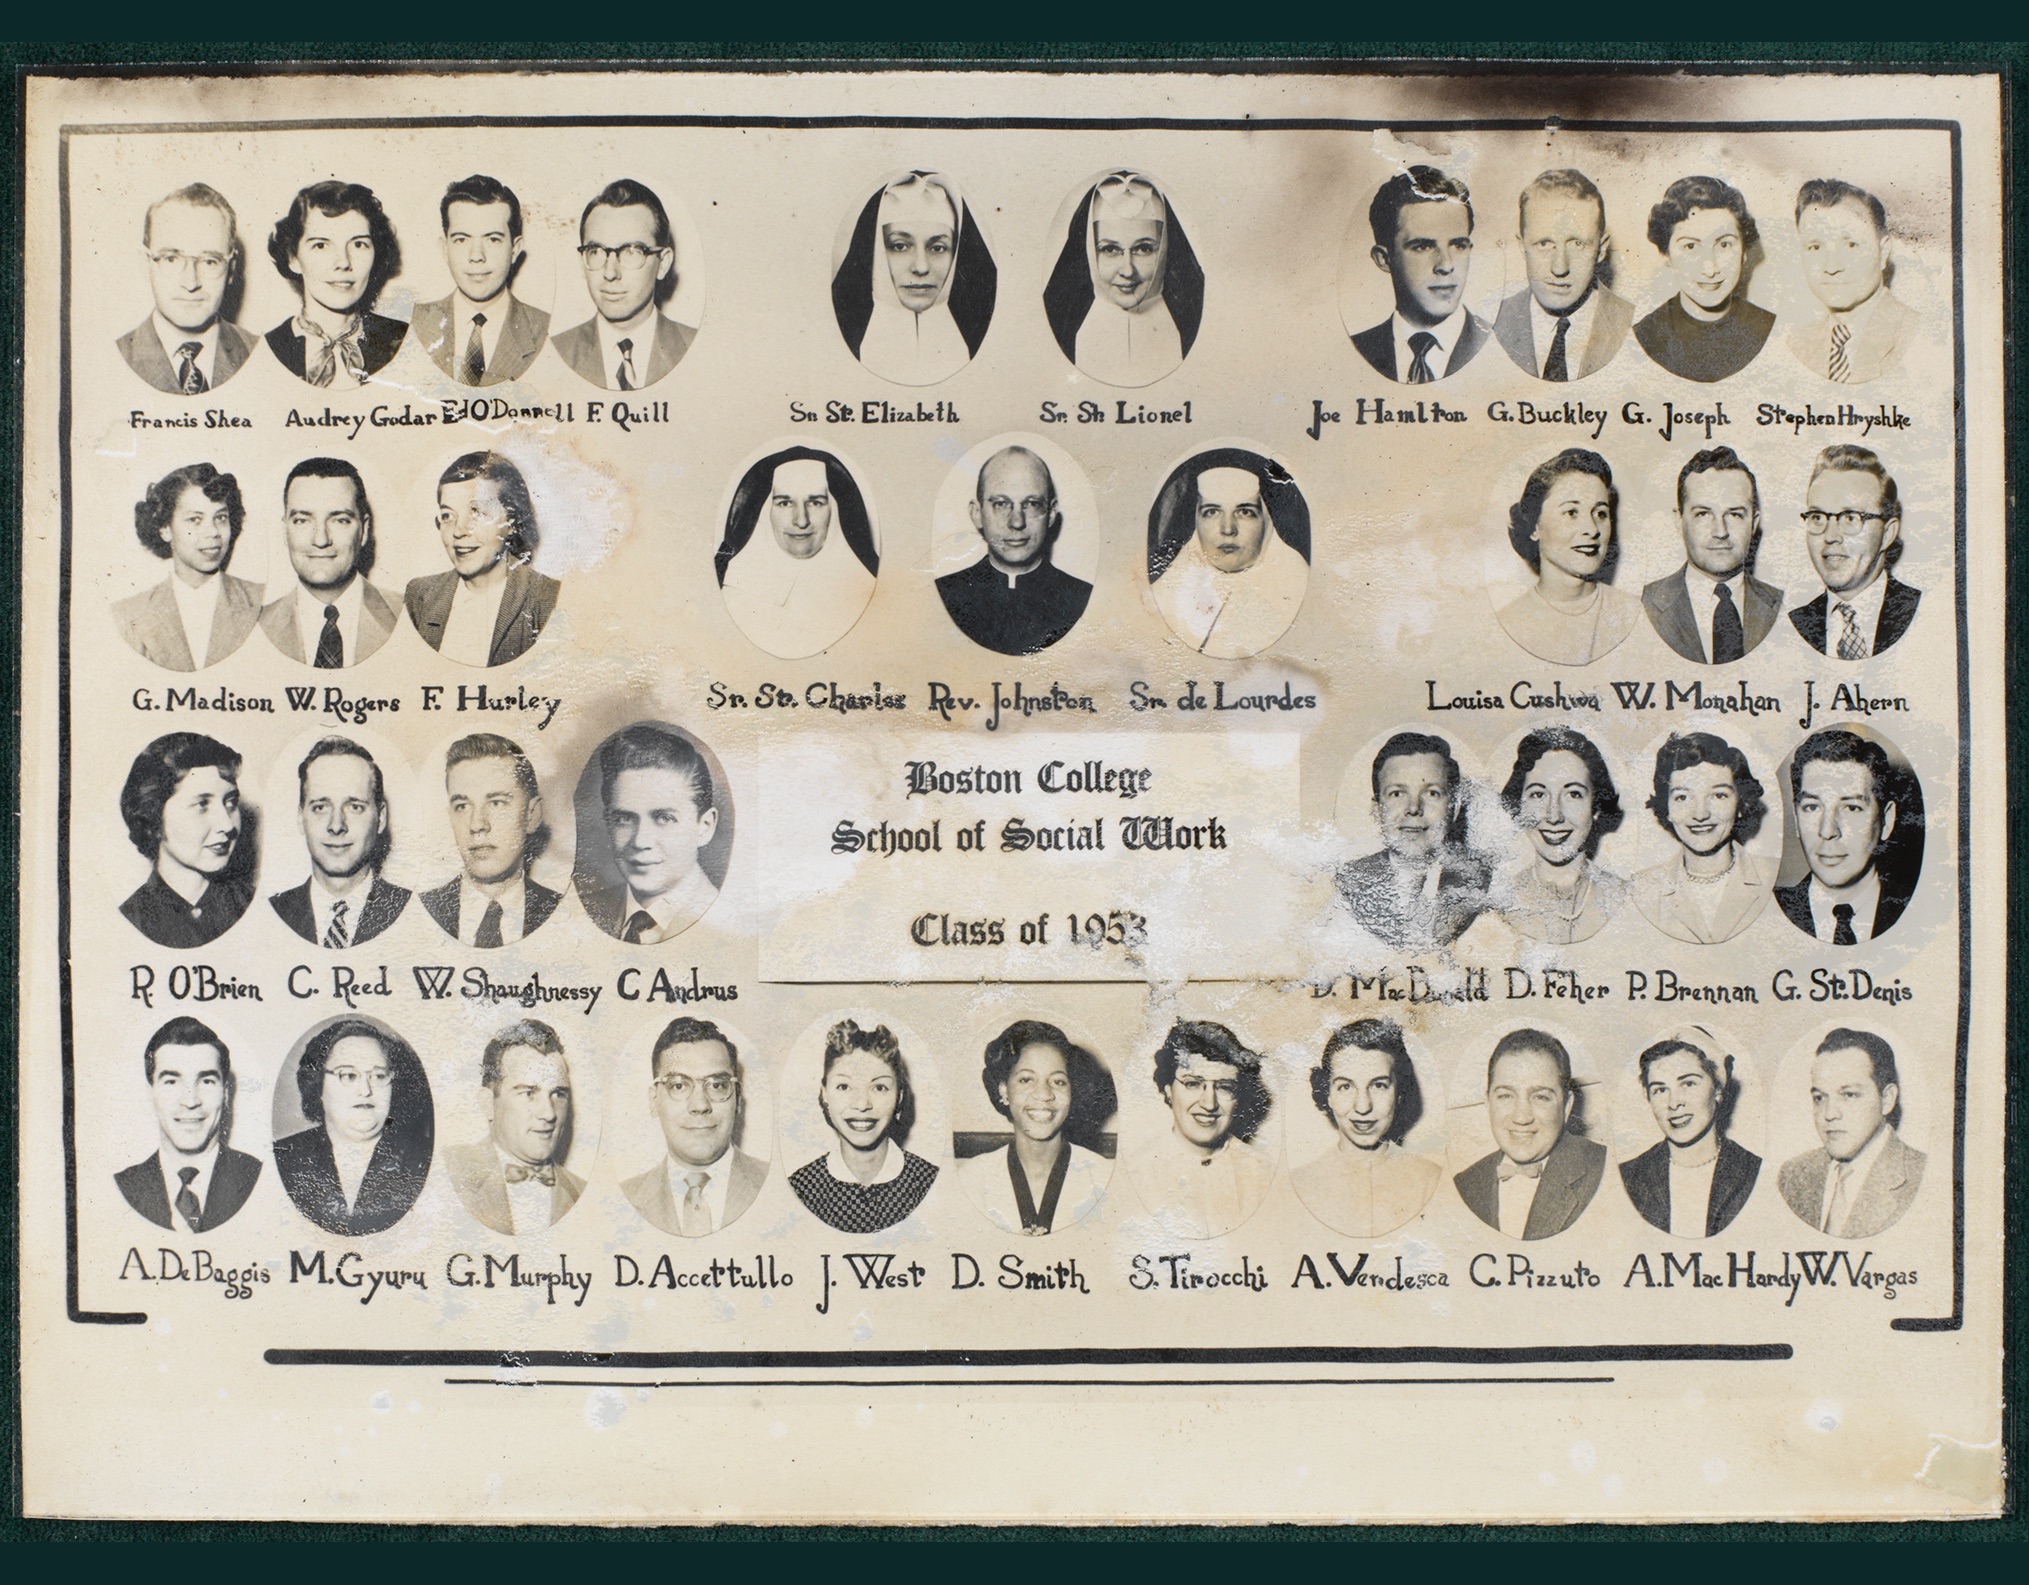 Francis Shea Audrey Godar Ed O'Donnell F. Quill Sr. St. Elizabeth Sr. St. Lionel Joe Hamilton G. Buckley G. Joseph Stephen Hryshke
G. Madison W. Rogers F. Hurley Sr. St. Charles Rev. Johnston Sr. de Lourdes Louisa Cushwa W. Monahan J. Ahern
Boston College
School of Social Work
Class of 1953
R. O'Brien C. Reed W. Shaughnessy C Andrus D. MacDonald D. Feher P. Brennan G. St. Denis
A. DeBaggis M. Gyuru G. Murphy D. Accettullo J. West D. Smith S. Tirocchi A. Vendesca C. Pizzuto A. MacHardy W. Vargas